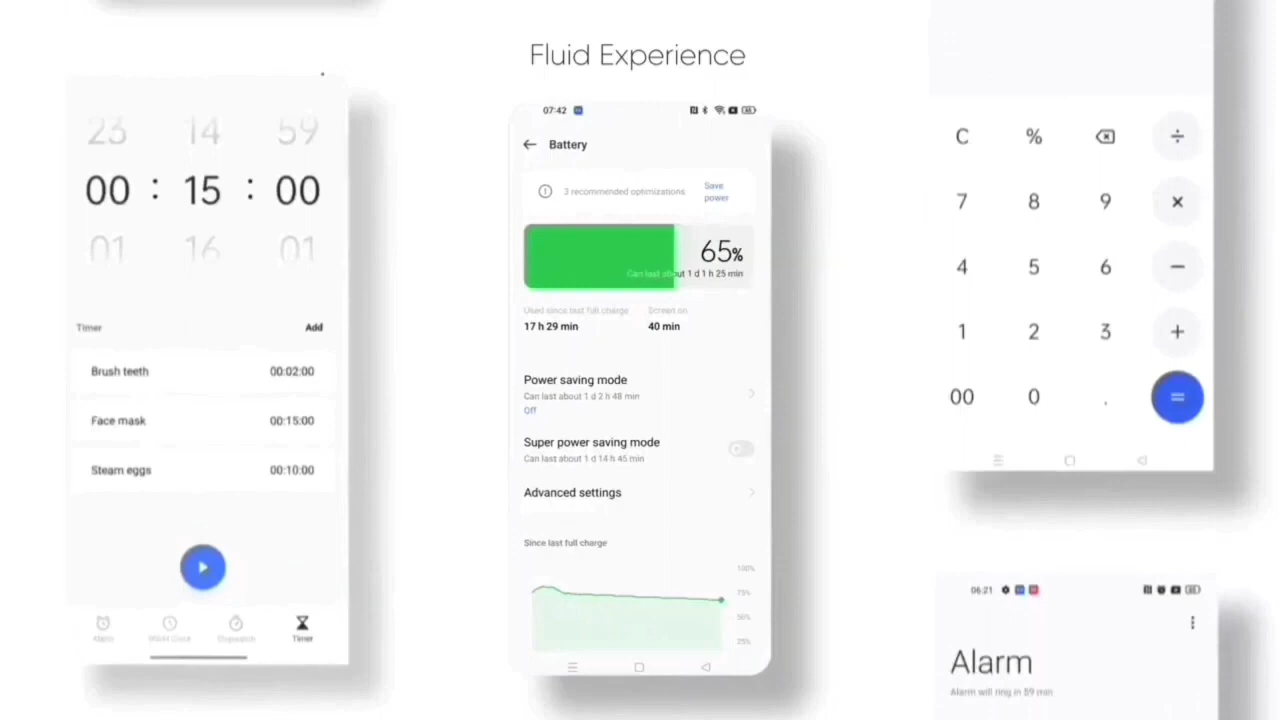 Fluid Experience
23 14 59
00 : 15 : 00
01 16 01
Timer Add
Brush teeth 00:02:00
Face mask 00:15:00
Steam eggs 00:10:00
Alarm World Clock Stopwatch Timer
07:42
Battery
3 recommended optimizations
Save
power
65%
Can last about 1 d 1 h 25 min
Used since last full charge Screen on
17 h 29 min 40 min
Power saving mode
Can last about 1 d 2 h 48 min
Off
Super power saving mode
Can last about 1 d 14 h 45 min
Advanced settings
Since last full charge
100%
75%
50%
25%
C % ÷
7 8 9 ×
4 5 6 −
1 2 3 +
00 0 . =
06:21
Alarm
Alarm will ring in 59 min